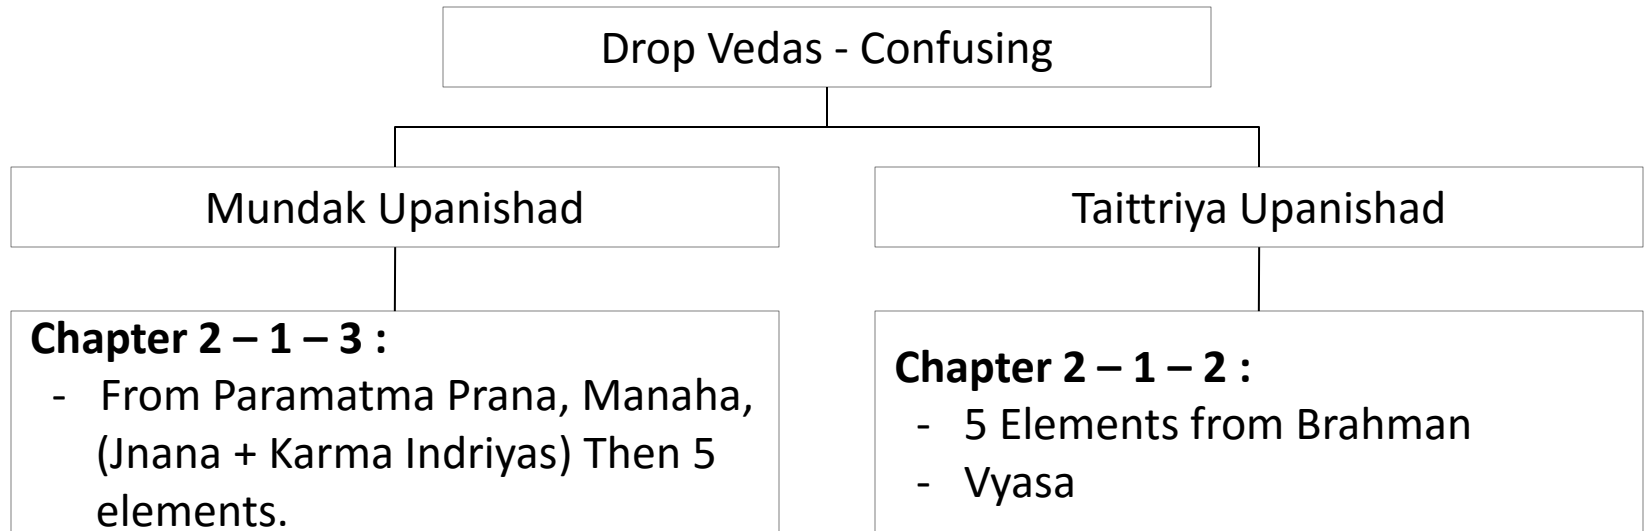 Drop Vedas - Confusing
Mundak Upanishad
Taittriya Upanishad
Chapter 2 – 1 – 3 :
- From Paramatma Prana, Manaha,
(Jnana + Karma Indriyas) Then 5
elements.
Chapter 2 – 1 – 2 :
- 5 Elements from Brahman
- Vyasa